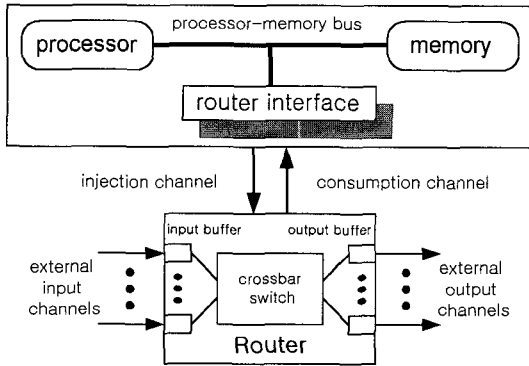 processor-memory bus
processor
memory
router interface
injection channel
consumption channel
input buffer
output buffer
external
input
channels
crossbar
switch
external
output
channels
Router